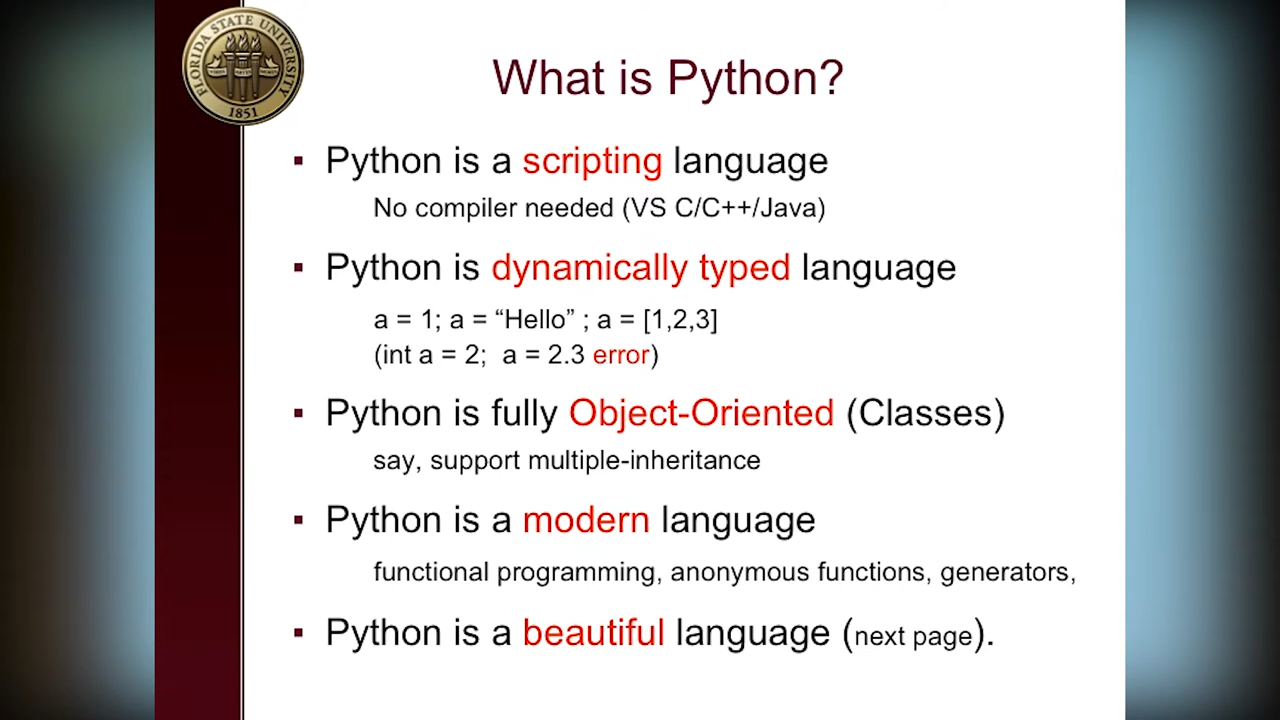 FLORIDA STATE UNIVERSITY
1851
What is Python?
▪ Python is a scripting language
No compiler needed (VS C/C++/Java)
▪ Python is dynamically typed language
a = 1; a = “Hello” ; a = [1,2,3]
(int a = 2;  a = 2.3 error)
▪ Python is fully Object-Oriented (Classes)
say, support multiple-inheritance
▪ Python is a modern language
functional programming, anonymous functions, generators,
▪ Python is a beautiful language (next page).